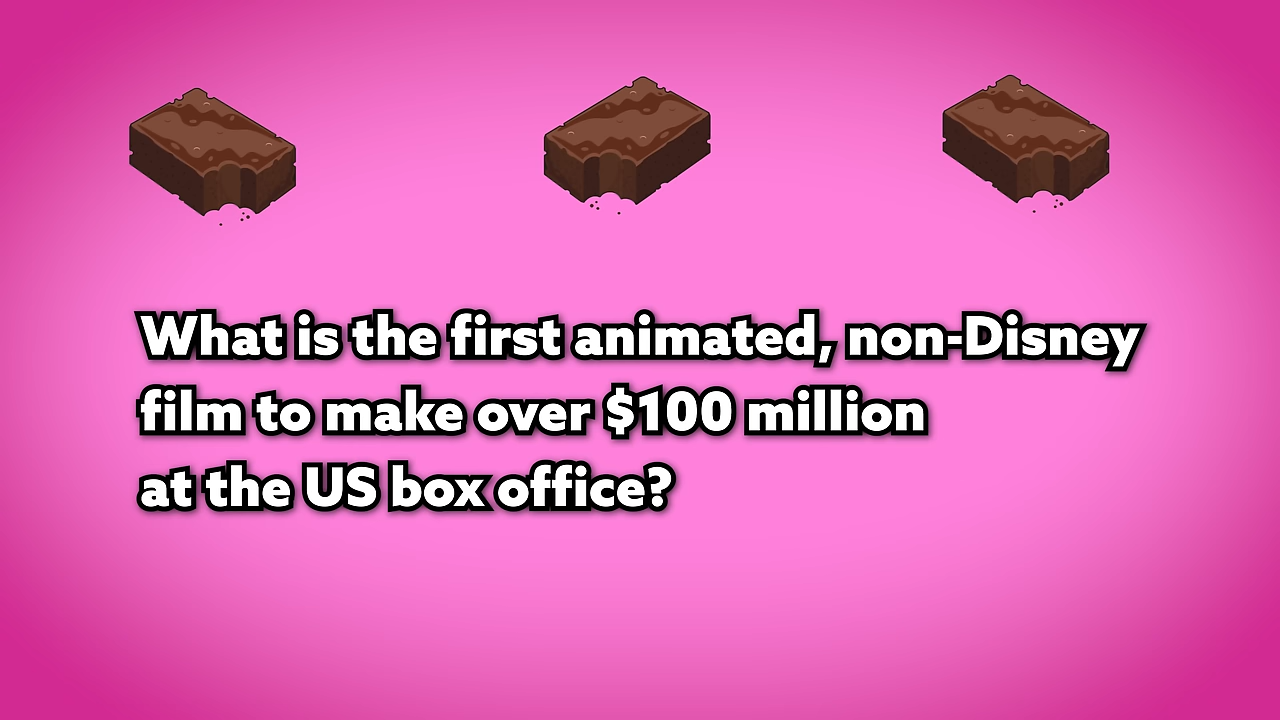 What is the first animated, non-Disney
film to make over $100 million
at the US box office?